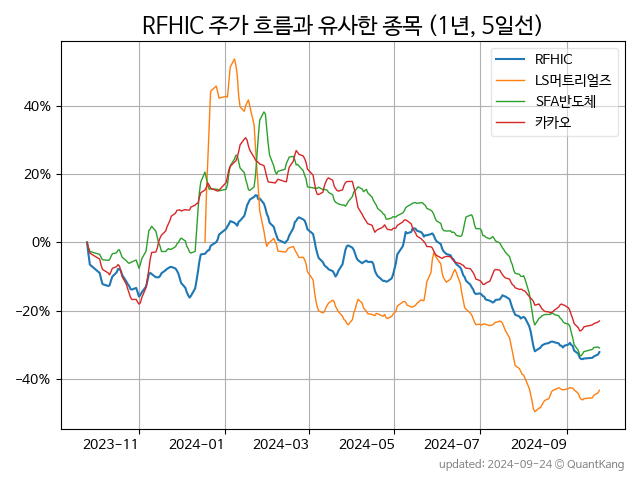 RFHIC 주가 흐름과 유사한 종목 (1년, 5일선)
RFHIC
LS머트리얼즈
SFA반도체
카카오
40%
20%
0%
−20%
−40%
2023−11
2024−01
2024−03
2024−05
2024−07
2024−09
updated: 2024-09-24 © QuantKang